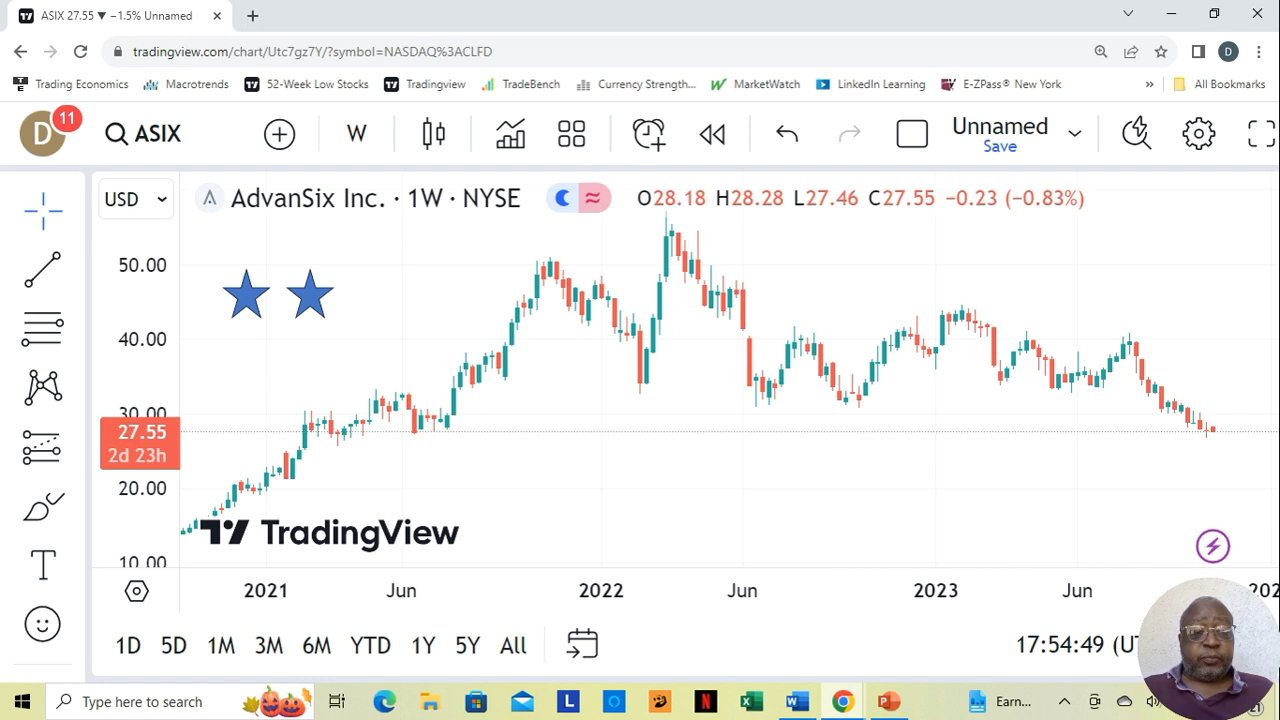 ASIX 27.55 ▼ −1.5% Unnamed
tradingview.com/chart/Utc7gz7Y/?symbol=NASDAQ%3ACLFD
D
Trading Economics
Macrotrends
52-Week Low Stocks
Tradingview
TradeBench
Currency Strength...
MarketWatch
LinkedIn Learning
E-ZPass® New York
»
All Bookmarks
D
11
ASIX
W
Unnamed
Save
USD
AdvanSix Inc. · 1W · NYSE
O28.18 H28.28 L27.46 C27.55 −0.23 (−0.83%)
50.00
40.00
30.00
27.55
2d 23h
20.00
10.00
TradingView
2021
Jun
2022
Jun
2023
Jun
1D 5D 1M 3M 6M YTD 1Y 5Y All
17:54:49
Type here to search
Earn...